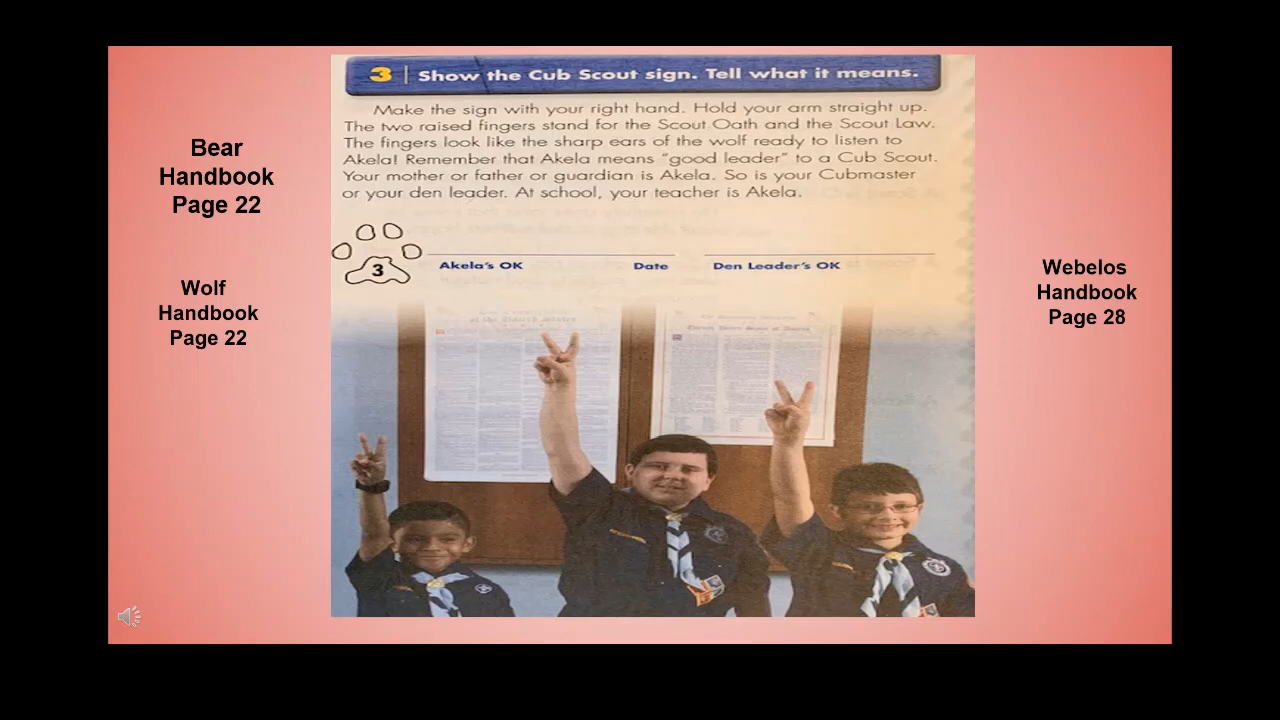 Bear
Handbook
Page 22
Wolf
Handbook
Page 22
3 | Show the Cub Scout sign. Tell what it means.
Make the sign with your right hand. Hold your arm straight up.
The two raised fingers stand for the Scout Oath and the Scout Law.
The fingers look like the sharp ears of the wolf ready to listen to
Akela! Remember that Akela means "good leader" to a Cub Scout.
Your mother or father or guardian is Akela. So is your Cubmaster
or your den leader. At school, your teacher is Akela.
3
Akela's OK Date Den Leader's OK
of the United States
Webelos
Handbook
Page 28